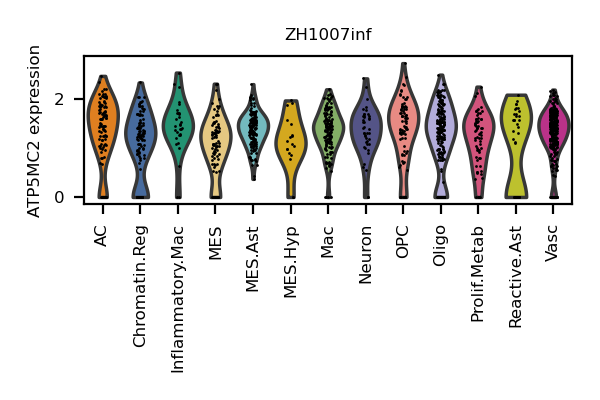 ZH1007inf
ATP5MC2 expression
2
0
AC
Chromatin.Reg
Inflammatory.Mac
MES
MES.Ast
MES.Hyp
Mac
Neuron
OPC
Oligo
Prolif.Metab
Reactive.Ast
Vasc